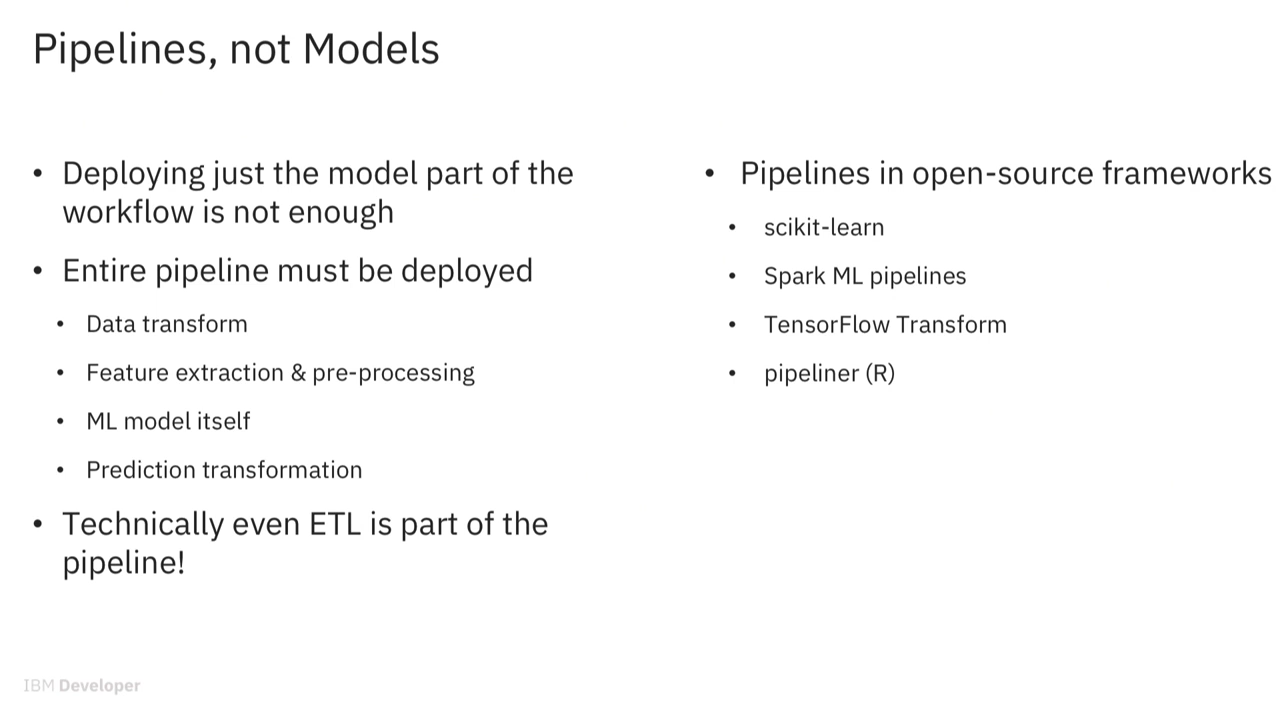 Pipelines, not Models
• Deploying just the model part of the
workflow is not enough
• Entire pipeline must be deployed
• Data transform
• Feature extraction & pre-processing
• ML model itself
• Prediction transformation
• Technically even ETL is part of the
pipeline!
• Pipelines in open-source frameworks
• scikit-learn
• Spark ML pipelines
• TensorFlow Transform
• pipeliner (R)
IBM Developer